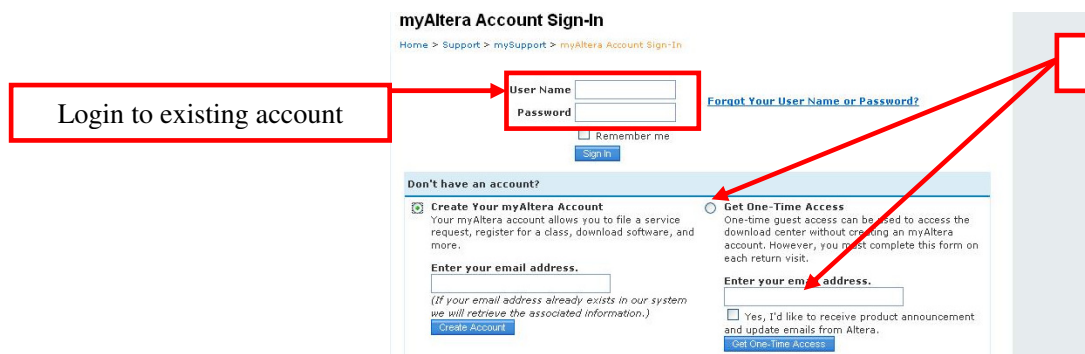 myAltera Account Sign-In
Home > Support > mySupport > myAltera Account Sign-In
Login to existing account
User Name
Password
Forgot Your User Name or Password?
Remember me
Sign In
Don't have an account?
Create Your myAltera Account
Your myAltera account allows you to file a service
request, register for a class, download software, and
more.
Enter your email address.
(If your email address already exists in our system
we will retrieve the associated information.)
Create Account
Get One-Time Access
One-time guest access can be used to access the
download center without creating an myAltera
account. However, you must complete this form on
each return visit.
Enter your email address.
Yes, I'd like to receive product announcement
and update emails from Altera.
Get One-Time Access